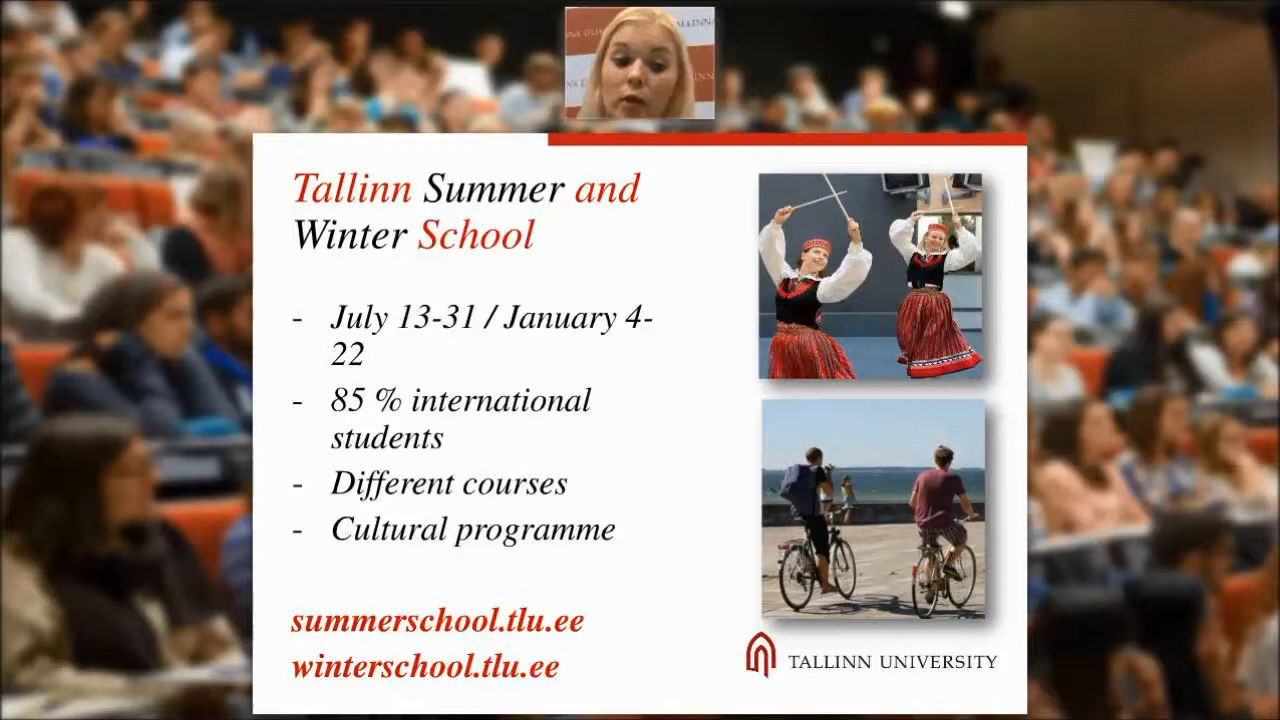 Tallinn Summer and
Winter School
- July 13-31 / January 4-
22
- 85 % international
students
- Different courses
- Cultural programme
summerschool.tlu.ee
winterschool.tlu.ee
TALLINN UNIVERSITY